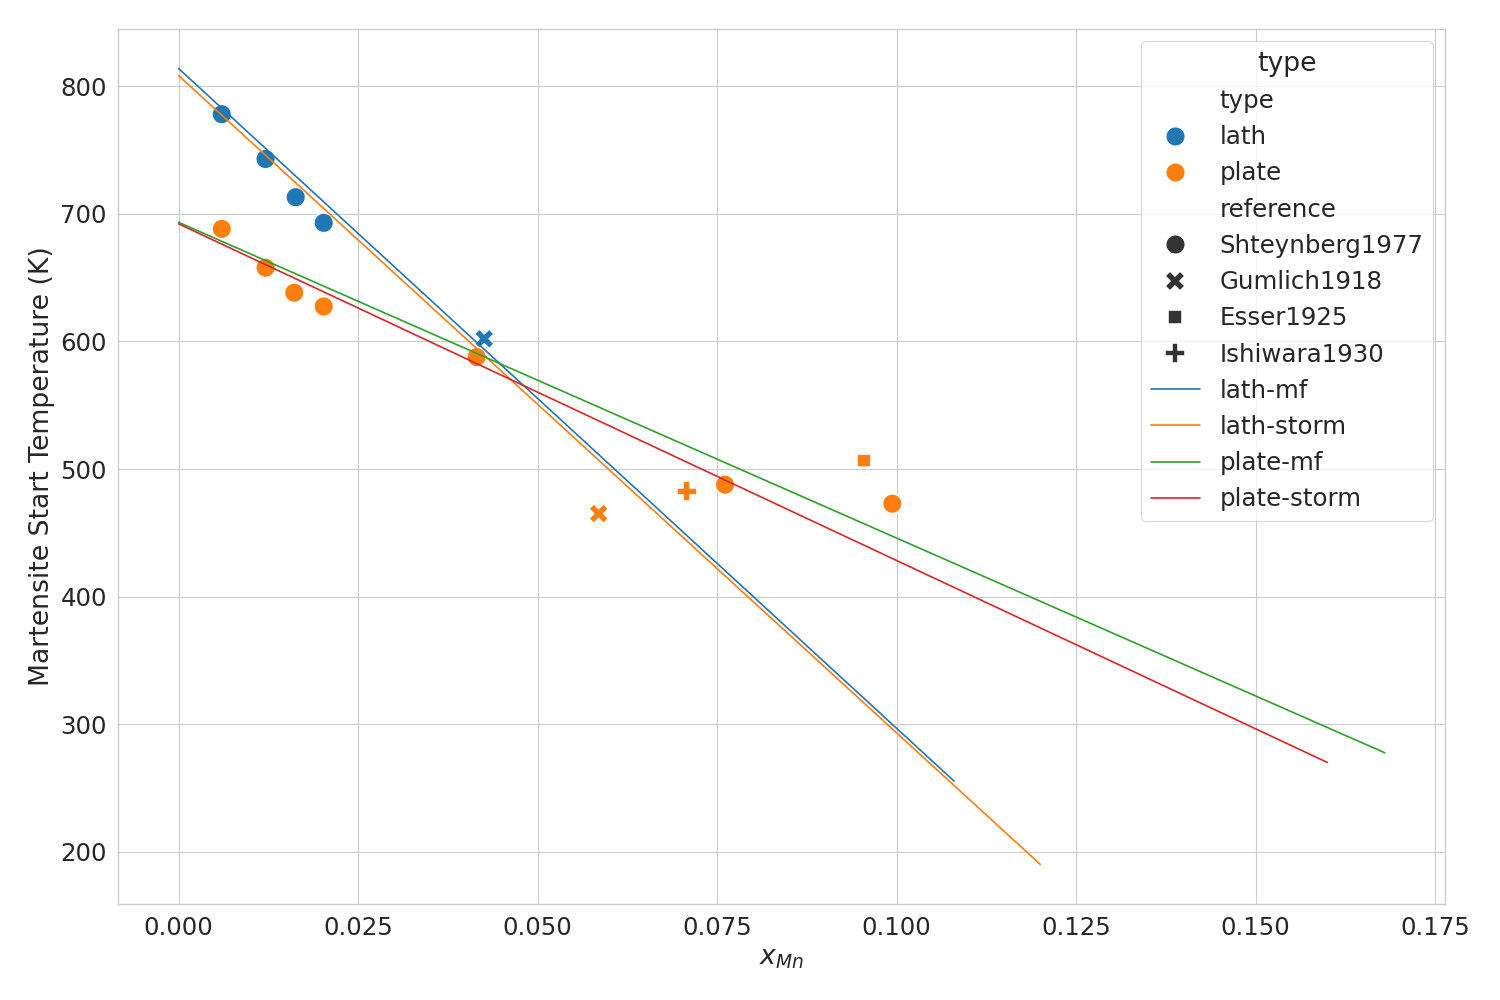 Martensite Start Temperature (K)
800
700
600
500
400
300
200
0.000 0.025 0.050 0.075 0.100 0.125 0.150 0.175
x_Mn
type
type
lath
plate
reference
Shteynberg1977
Gumlich1918
Esser1925
Ishiwara1930
lath-mf
lath-storm
plate-mf
plate-storm